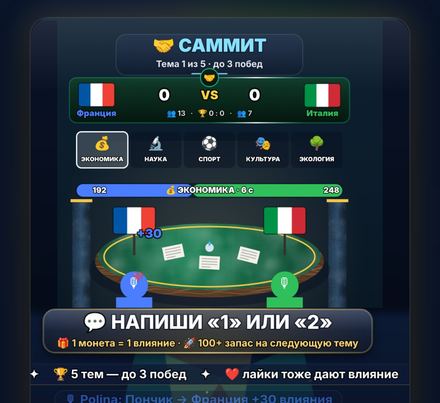 🤝 САММИТ
Тема 1 из 5 · до 3 побед
0 VS 0
Франция 👥 13 · 🏆 0 : 0 · 👥 7 Италия
ЭКОНОМИКА НАУКА СПОРТ КУЛЬТУРА ЭКОЛОГИЯ
192 💰 ЭКОНОМИКА · 6 с 248
+30
💬 НАПИШИ «1» ИЛИ «2»
🎁 1 монета = 1 влияние · 🚀 100+ запас на следующую тему
✦ 🏆 5 тем — до 3 побед ✦ ❤️ лайки тоже дают влияние
🎙 Polina: Пончик → Франция +30 влияния